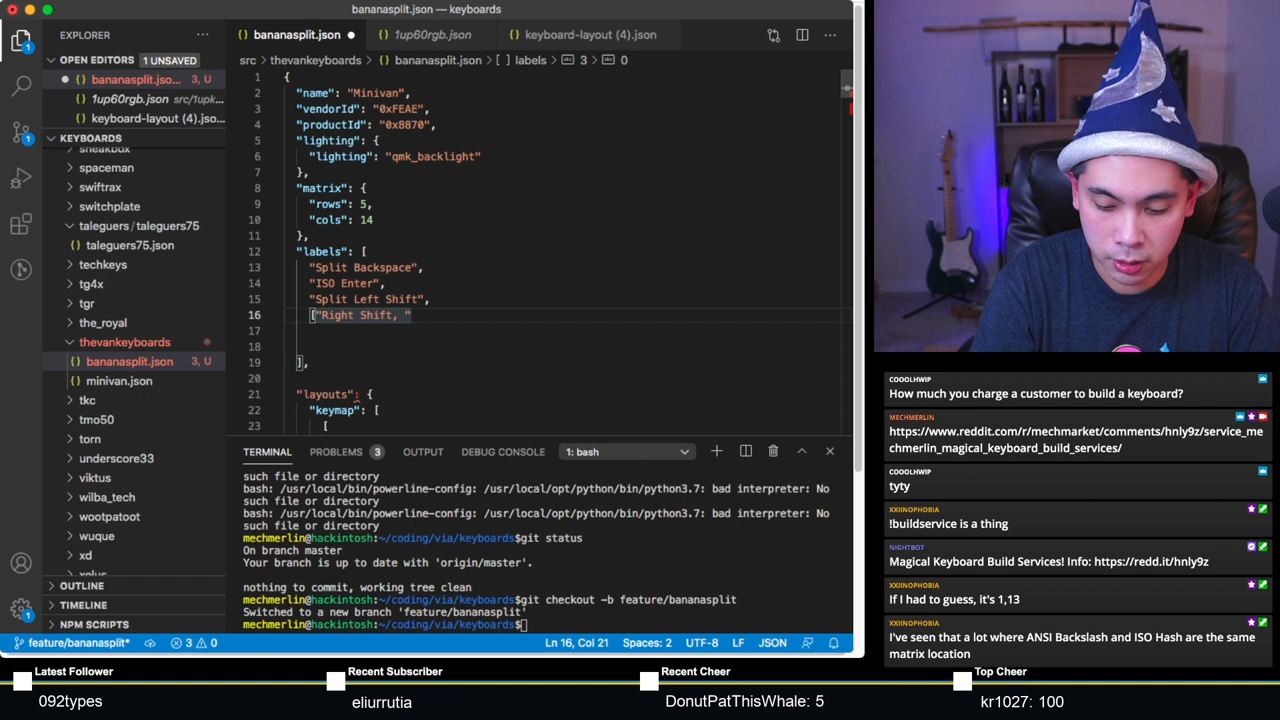 bananasplit.json — keyboards
EXPLORER
bananasplit.json
1up60rgb.json
keyboard-layout (4).json
OPEN EDITORS 1 UNSAVED
bananasplit.jso... 3, U
1up60rgb.json src/1upk...
keyboard-layout (4).jso...
KEYBOARDS
spaceman
swiftrax
switchplate
taleguers / taleguers75
taleguers75.json
techkeys
tg4x
tgr
the_royal
thevankeyboards
bananasplit.json 3, U
minivan.json
tkc
tmo50
torn
underscore33
viktus
wilba_tech
wootpatoot
wuque
xd
OUTLINE
TIMELINE
NPM SCRIPTS
src > thevankeyboards > bananasplit.json > [ ] labels > 3 > 0
1 {
2 "name": "Minivan",
3 "vendorId": "0xFEAE",
4 "productId": "0x8870",
5 "lighting": {
6 "lighting": "qmk_backlight"
7 },
8 "matrix": {
9 "rows": 5,
10 "cols": 14
11 },
12 "labels": [
13 "Split Backspace",
14 "ISO Enter",
15 "Split Left Shift",
16 ["Right Shift, "
17
18
19 ],
20
21 "layouts": {
22 "keymap": [
23 [
TERMINAL PROBLEMS 3 OUTPUT DEBUG CONSOLE 1: bash
such file or directory
bash: /usr/local/bin/powerline-config: /usr/local/opt/python/bin/python3.7: bad interpreter: No
such file or directory
bash: /usr/local/bin/powerline-config: /usr/local/opt/python/bin/python3.7: bad interpreter: No
such file or directory
mechmerlin@hackintosh:~/coding/via/keyboards$git status
On branch master
Your branch is up to date with 'origin/master'.
nothing to commit, working tree clean
mechmerlin@hackintosh:~/coding/via/keyboards$git checkout -b feature/bananasplit
Switched to a new branch 'feature/bananasplit'
mechmerlin@hackintosh:~/coding/via/keyboards$
feature/bananasplit* 3 0 Ln 16, Col 21 Spaces: 2 UTF-8 LF JSON
COOOLHWIP
How much you charge a customer to build a keyboard?
MECHMERLIN
https://www.reddit.com/r/mechmarket/comments/hnly9z/service_me
chmerlin_magical_keyboard_build_services/
COOOLHWIP
tyty
XXIINOPHOBIA
!buildservice is a thing
NIGHTBOT
Magical Keyboard Build Services! Info: https://redd.it/hnly9z
XXIINOPHOBIA
If I had to guess, it's 1,13
XXIINOPHOBIA
I've seen that a lot where ANSI Backslash and ISO Hash are the same
matrix location
Latest Follower
092types
Recent Subscriber
eliurrutia
Recent Cheer
DonutPatThisWhale: 5
Top Cheer
kr1027: 100